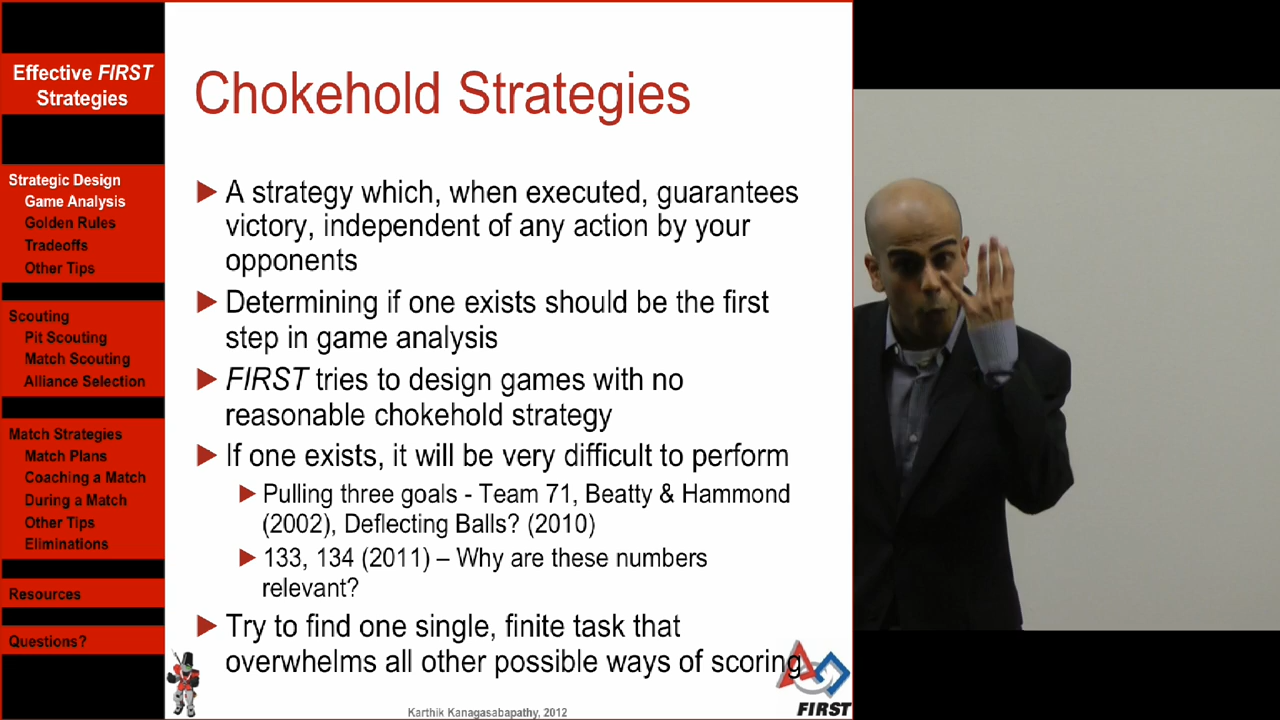 Effective FIRST
Strategies
Strategic Design
Game Analysis
Golden Rules
Tradeoffs
Other Tips
Scouting
Pit Scouting
Match Scouting
Alliance Selection
Match Strategies
Match Plans
Coaching a Match
During a Match
Other Tips
Eliminations
Resources
Questions?
Chokehold Strategies
A strategy which, when executed, guarantees
victory, independent of any action by your
opponents
Determining if one exists should be the first
step in game analysis
FIRST tries to design games with no
reasonable chokehold strategy
If one exists, it will be very difficult to perform
Pulling three goals - Team 71, Beatty & Hammond
(2002), Deflecting Balls? (2010)
133, 134 (2011) – Why are these numbers
relevant?
Try to find one single, finite task that
overwhelms all other possible ways of scoring
Karthik Kanagasabapathy, 2012
FIRST